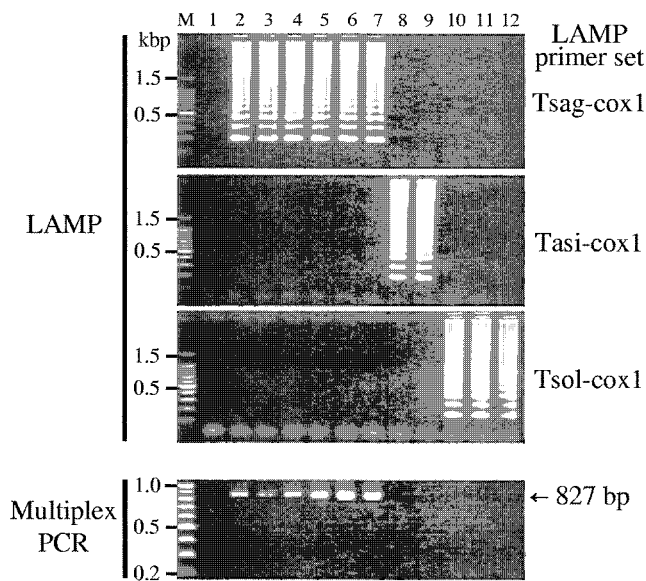 M 1 2 3 4 5 6 7 8 9 10 11 12
kbp
LAMP
primer set
1.5
0.5
Tsag-cox1
LAMP
1.5
0.5
Tasi-cox1
1.5
0.5
Tsol-cox1
Multiplex
PCR
1.0
0.5
0.2
← 827 bp